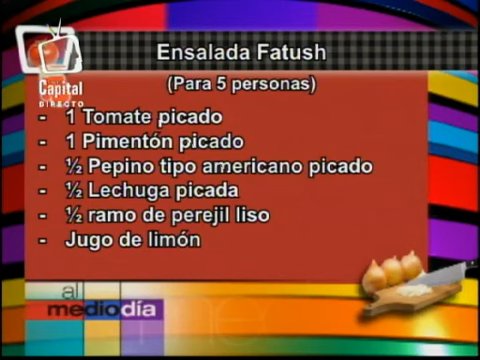 Ensalada Fatush
(Para 5 personas)
Capital
DIRECTO
- 1 Tomate picado
- 1 Pimentón picado
- ½ Pepino tipo americano picado
- ½ Lechuga picada
- ½ ramo de perejil liso
- Jugo de limón
al
mediodía